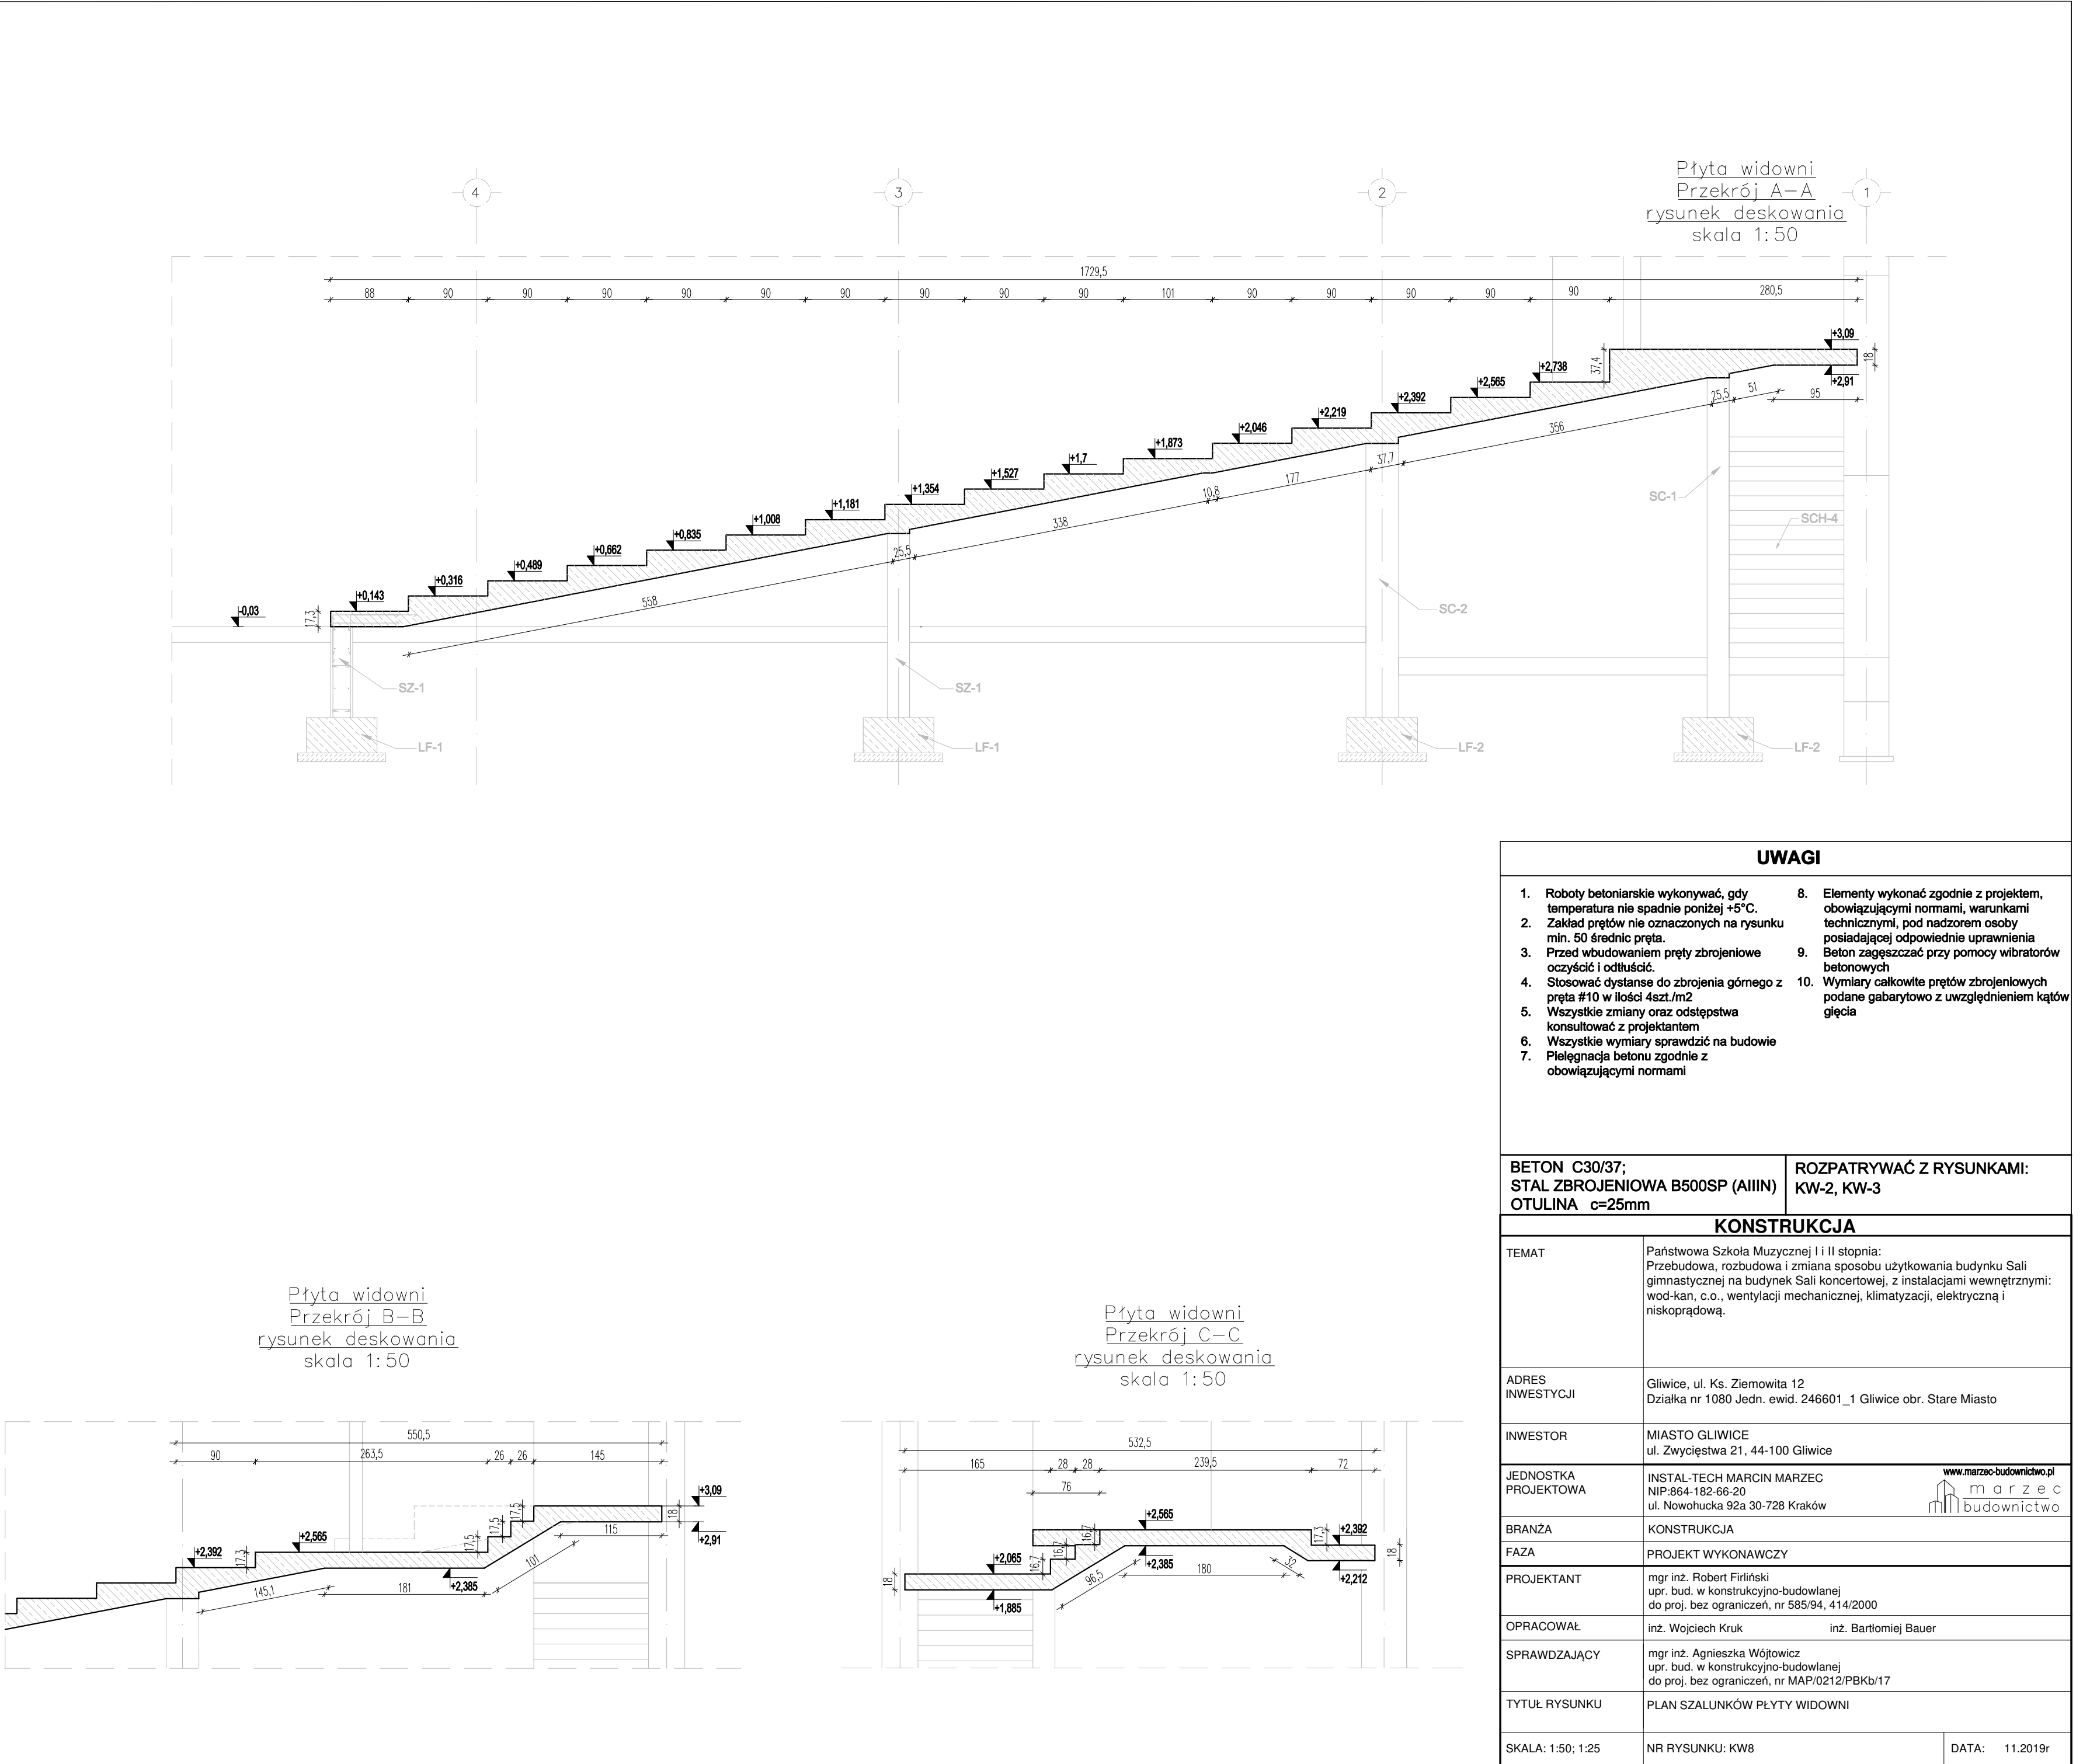 Płyta widowni
Przekrój A-A
rysunek deskowania
skala 1:50
4
3
2
1
1729,5
88
90
90
90
90
90
90
90
90
90
101
90
90
90
90
90
280,5
+3,09
18
+2,91
37,4
+2,738
+2,565
+2,392
+2,219
+2,046
+1,873
+1,7
+1,527
+1,354
+1,181
+1,008
+0,835
+0,662
+0,489
+0,316
+0,143
-0,03
17,3
558
25,5
338
10,8
177
37,7
356
25,5
51
95
SC-1
SCH-4
SC-2
SZ-1
SZ-1
LF-1
LF-1
LF-2
LF-2
UWAGI
1. Roboty betoniarskie wykonywać, gdy
temperatura nie spadnie poniżej +5°C.
2. Zakład prętów nie oznaczonych na rysunku
min. 50 średnic pręta.
3. Przed wbudowaniem pręty zbrojeniowe
oczyścić i odtłuścić.
4. Stosować dystanse do zbrojenia górnego z
pręta #10 w ilości 4szt./m2
5. Wszystkie zmiany oraz odstępstwa
konsultować z projektantem
6. Wszystkie wymiary sprawdzić na budowie
7. Pielęgnacja betonu zgodnie z
obowiązującymi normami
8. Elementy wykonać zgodnie z projektem,
obowiązującymi normami, warunkami
technicznymi, pod nadzorem osoby
posiadającej odpowiednie uprawnienia
9. Beton zagęszczać przy pomocy wibratorów
betonowych
10. Wymiary całkowite prętów zbrojeniowych
podane gabarytowo z uwzględnieniem kątów
gięcia
BETON C30/37;
STAL ZBROJENIOWA B500SP (AIIIN)
OTULINA c=25mm
ROZPATRYWAĆ Z RYSUNKAMI:
KW-2, KW-3
KONSTRUKCJA
TEMAT
Państwowa Szkoła Muzycznej I i II stopnia:
Przebudowa, rozbudowa i zmiana sposobu użytkowania budynku Sali
gimnastycznej na budynek Sali koncertowej, z instalacjami wewnętrznymi:
wod-kan, c.o., wentylacji mechanicznej, klimatyzacji, elektryczną i
niskoprądową.
ADRES
INWESTYCJI
Gliwice, ul. Ks. Ziemowita 12
Działka nr 1080 Jedn. ewid. 246601_1 Gliwice obr. Stare Miasto
INWESTOR
MIASTO GLIWICE
ul. Zwycięstwa 21, 44-100 Gliwice
JEDNOSTKA
PROJEKTOWA
INSTAL-TECH MARCIN MARZEC
NIP:864-182-66-20
ul. Nowohucka 92a 30-728 Kraków
www.marzec-budownictwo.pl
marzec
budownictwo
BRANŻA
KONSTRUKCJA
FAZA
PROJEKT WYKONAWCZY
PROJEKTANT
mgr inż. Robert Firliński
upr. bud. w konstrukcyjno-budowlanej
do proj. bez ograniczeń, nr 585/94, 414/2000
OPRACOWAŁ
inż. Wojciech Kruk inż. Bartłomiej Bauer
SPRAWDZAJĄCY
mgr inż. Agnieszka Wójtowicz
upr. bud. w konstrukcyjno-budowlanej
do proj. bez ograniczeń, nr MAP/0212/PBKb/17
TYTUŁ RYSUNKU
PLAN SZALUNKÓW PŁYTY WIDOWNI
SKALA: 1:50; 1:25
NR RYSUNKU: KW8
DATA: 11.2019r
Płyta widowni
Przekrój B-B
rysunek deskowania
skala 1:50
550,5
90
263,5
26
26
145
+3,09
18
+2,91
115
17,5
17,5
17,5
101
+2,565
+2,392
17,3
145,1
181
+2,385
Płyta widowni
Przekrój C-C
rysunek deskowania
skala 1:50
532,5
165
28
28
239,5
72
76
+2,565
+2,392
17,3
18
+2,212
32
180
+2,385
96,5
16,7
16,7
16,7
+2,065
18
+1,885